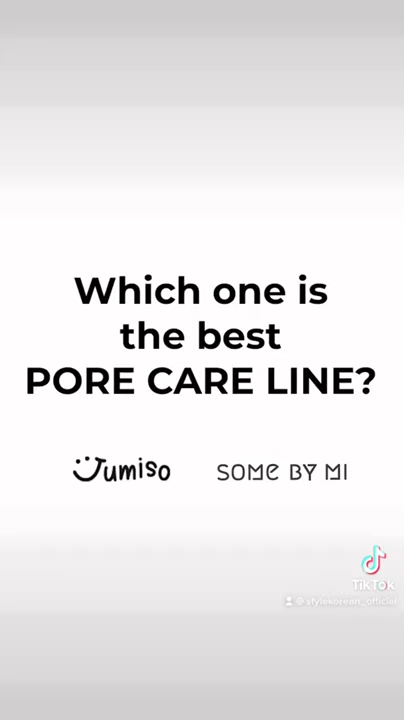 Which one is
the best
PORE CARE LINE?
Jumiso SOME BY MI
TikTok
@stylekorean_official